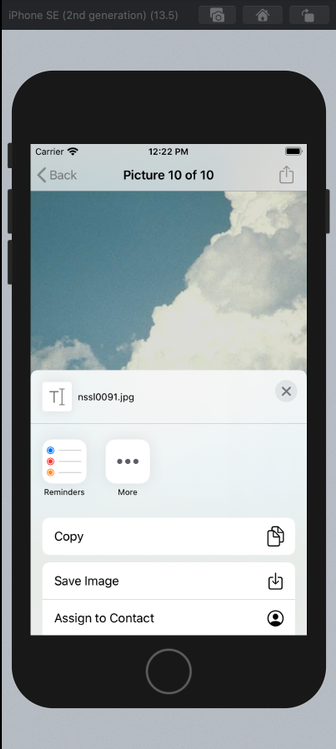 iPhone SE (2nd generation) (13.5)
Carrier 12:22 PM
Back Picture 10 of 10
nssl0091.jpg
Reminders More
Copy
Save Image
Assign to Contact